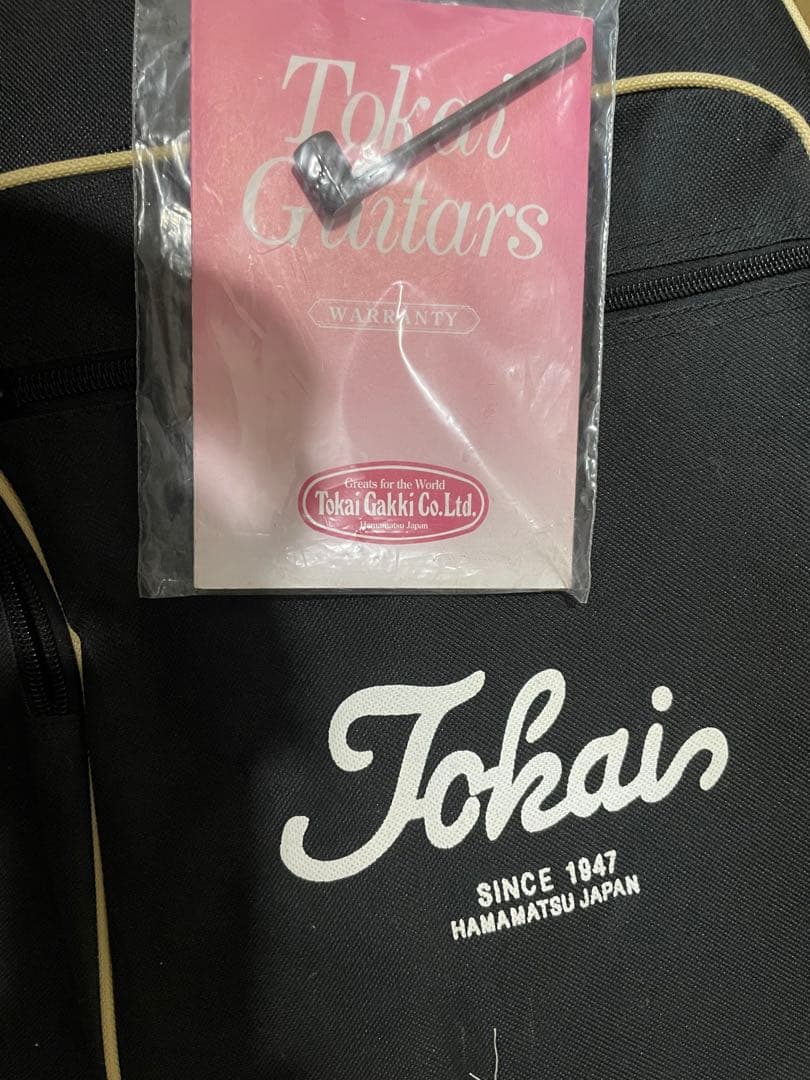 Tokai
Guitars
WARRANTY
Greats for the World
Tokai Gakki Co.Ltd.
Hamamatsu Japan
Tokai
SINCE 1947
HAMAMATSU JAPAN